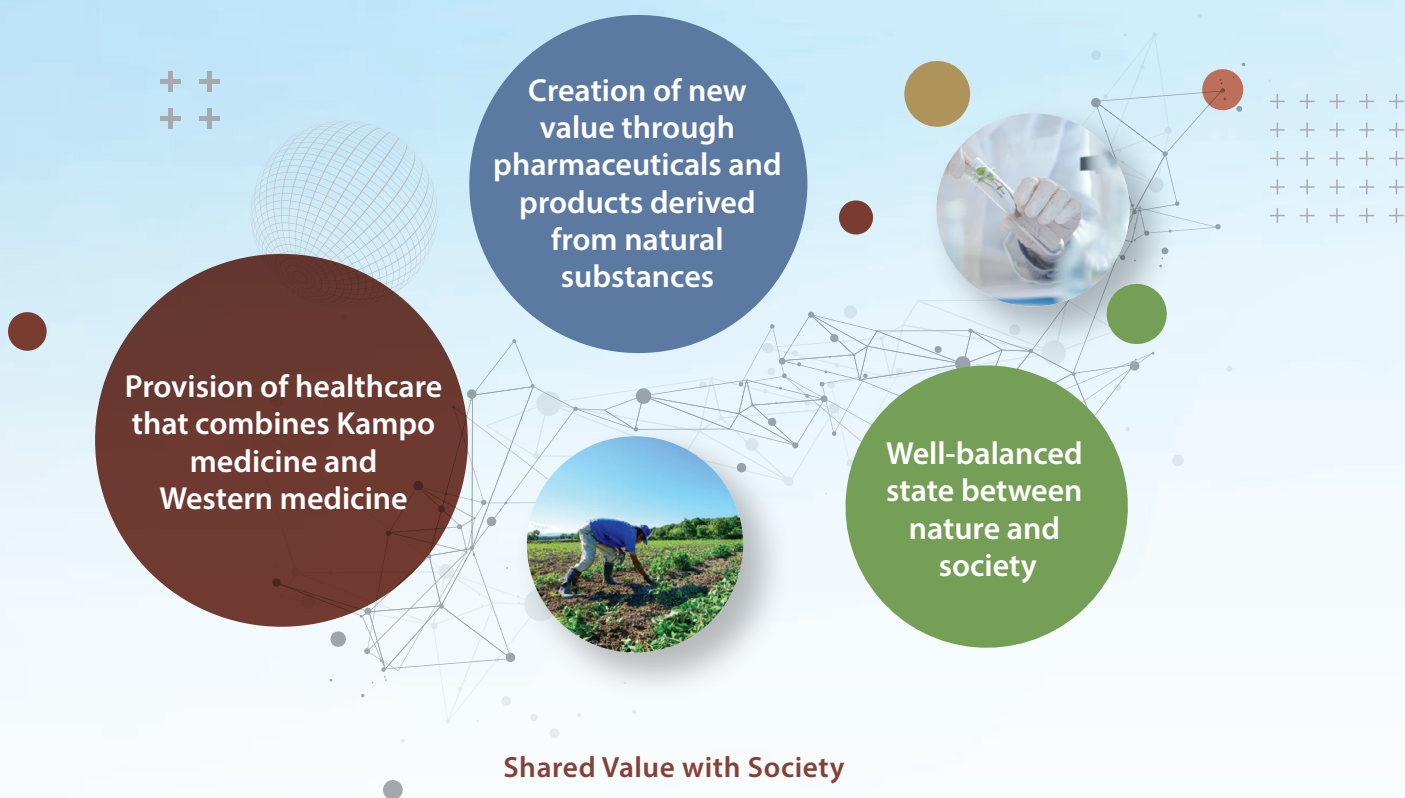 Creation of new
value through
pharmaceuticals and
products derived
from natural
substances
Provision of healthcare
that combines Kampo
medicine and
Western medicine
Well-balanced
state between
nature and
society
Shared Value with Society